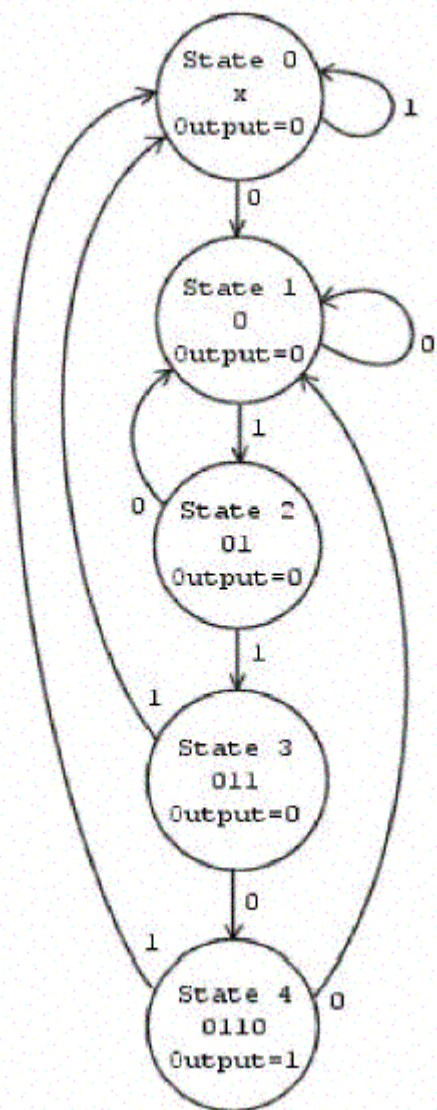 State 0
x
Output=0
1
0
State 1
0
Output=0
0
1
0
State 2
01
Output=0
1
1
State 3
011
Output=0
0
1
State 4
0110
Output=1
0